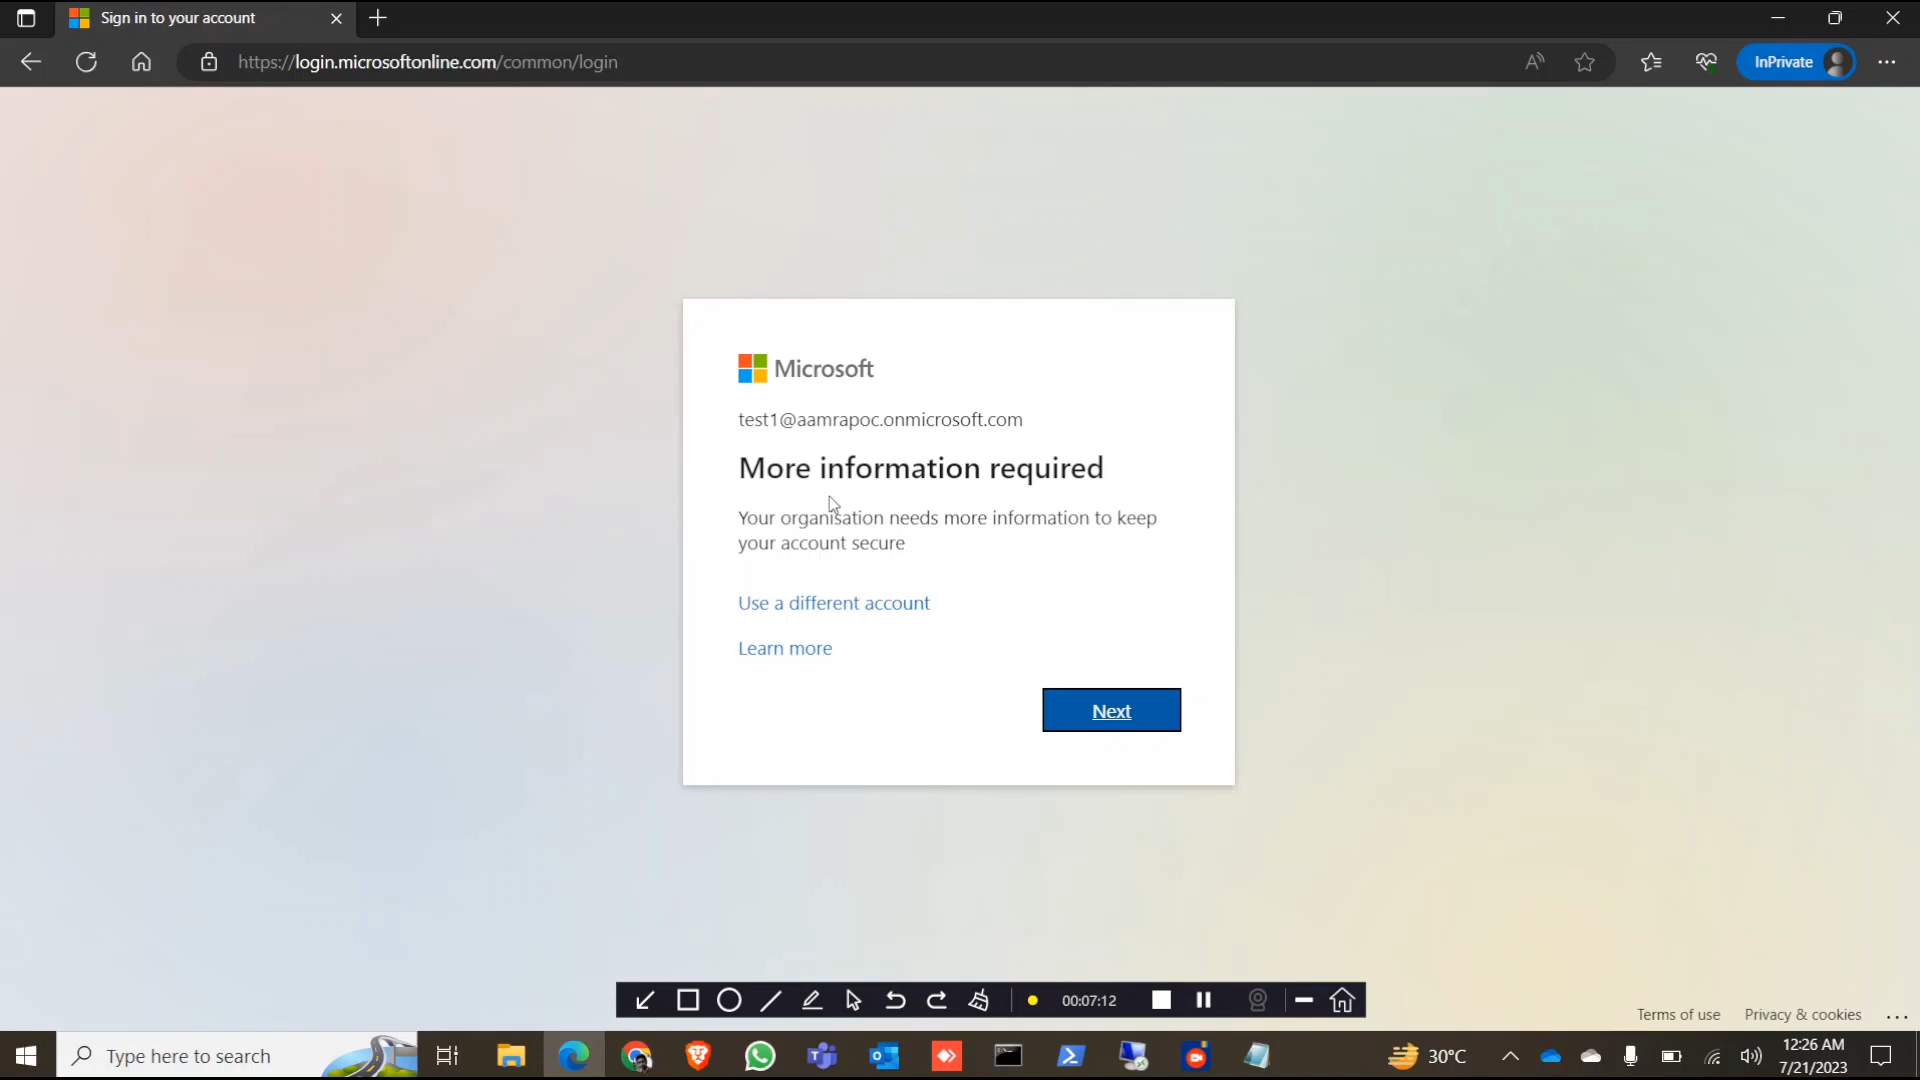 Sign in to your account
https://login.microsoftonline.com/common/login
InPrivate
Microsoft
test1@aamrapoc.onmicrosoft.com
More information required
Your organisation needs more information to keep
your account secure
Use a different account
Learn more
Next
00:07:12
Terms of use
Privacy & cookies
Type here to search
30°C
12:26 AM
7/21/2023